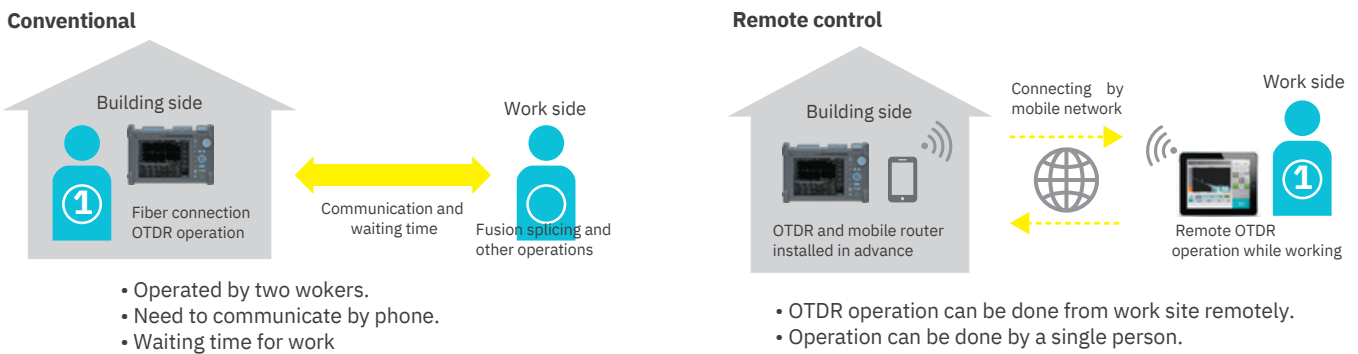 Conventional
Building side
1
Fiber connection
OTDR operation
Communication and
waiting time
Work side
Fusion splicing and
other operations
• Operated by two wokers.
• Need to communicate by phone.
• Waiting time for work
Remote control
Building side
OTDR and mobile router
installed in advance
Connecting by
mobile network
Work side
1
Remote OTDR
operation while working
• OTDR operation can be done from work site remotely.
• Operation can be done by a single person.